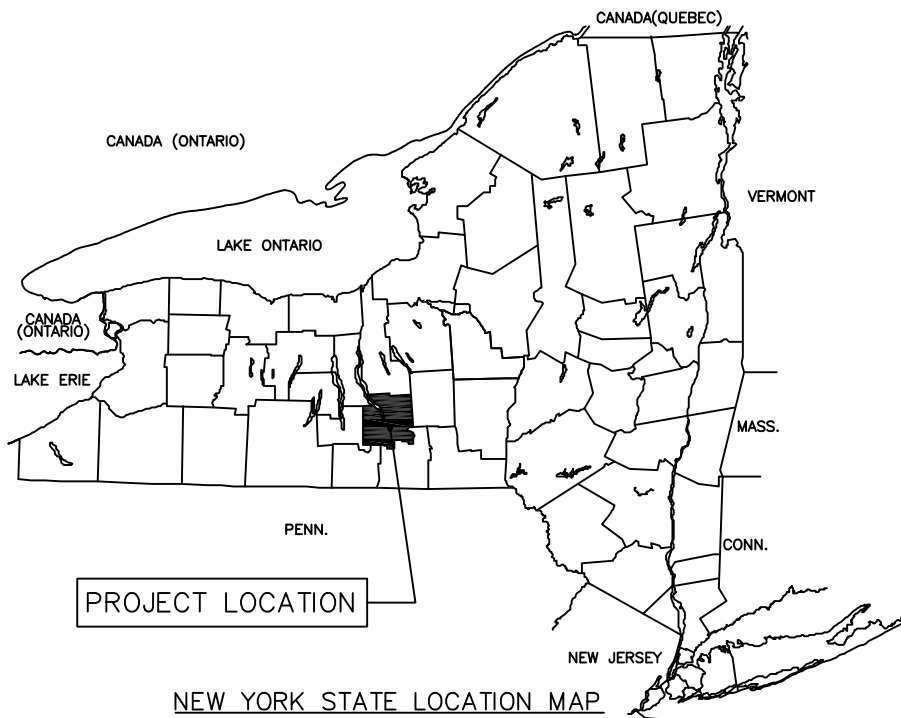 CANADA(QUEBEC)
CANADA (ONTARIO)
VERMONT
LAKE ONTARIO
CANADA
(ONTARIO)
LAKE ERIE
MASS.
PENN.
CONN.
PROJECT LOCATION
NEW JERSEY
NEW YORK STATE LOCATION MAP